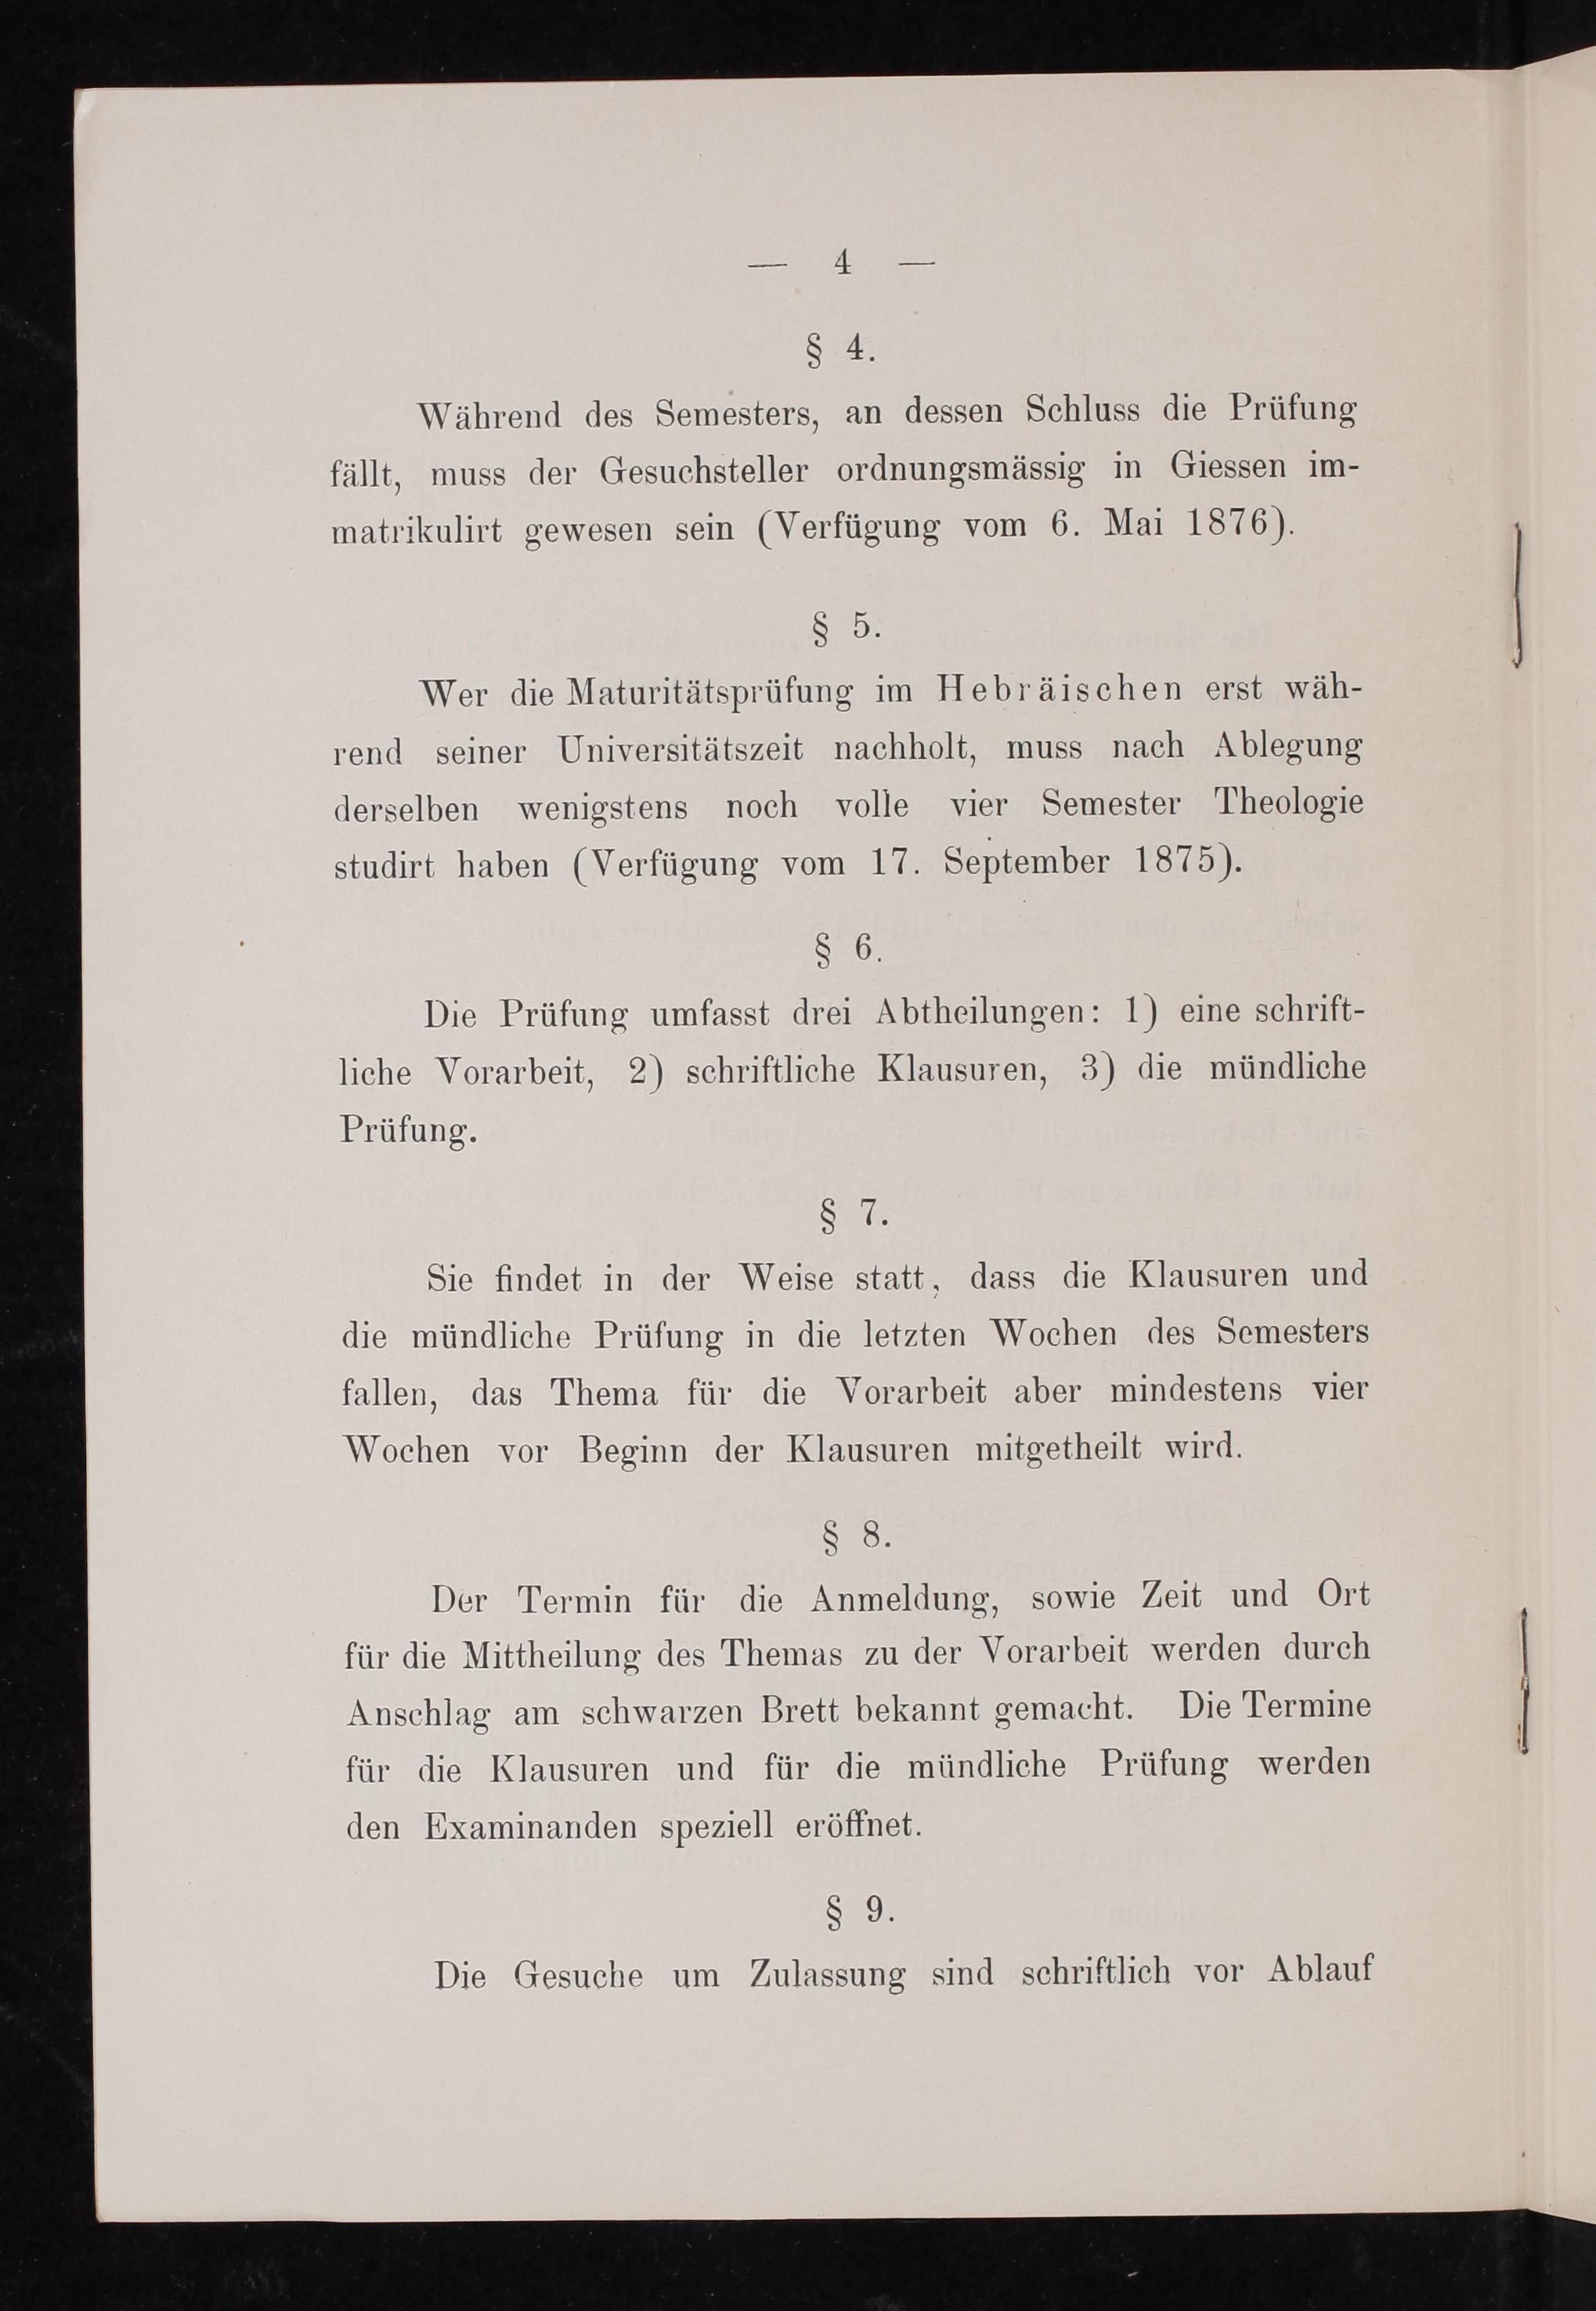 — 4 —
§ 4.
Während des Semesters, an dessen Schluss die Prüfung
fällt, muss der Gesuchsteller ordnungsmässig in Giessen im-
matrikulirt gewesen sein (Verfügung vom 6. Mai 1876).
§ 5.
Wer die Maturitätsprüfung im Hebräischen erst wäh-
rend seiner Universitätszeit nachholt, muss nach Ablegung
derselben wenigstens noch volle vier Semester Theologie
studirt haben (Verfügung vom 17. September 1875).
§ 6.
Die Prüfung umfasst drei Abtheilungen: 1) eine schrift-
liche Vorarbeit, 2) schriftliche Klausuren, 3) die mündliche
Prüfung.
§ 7.
Sie findet in der Weise statt, dass die Klausuren und
die mündliche Prüfung in die letzten Wochen des Semesters
fallen, das Thema für die Vorarbeit aber mindestens vier
Wochen vor Beginn der Klausuren mitgetheilt wird.
§ 8.
Der Termin für die Anmeldung, sowie Zeit und Ort
für die Mittheilung des Themas zu der Vorarbeit werden durch
Anschlag am schwarzen Brett bekannt gemacht. Die Termine
für die Klausuren und für die mündliche Prüfung werden
den Examinanden speziell eröffnet.
§ 9.
Die Gesuche um Zulassung sind schriftlich vor Ablauf